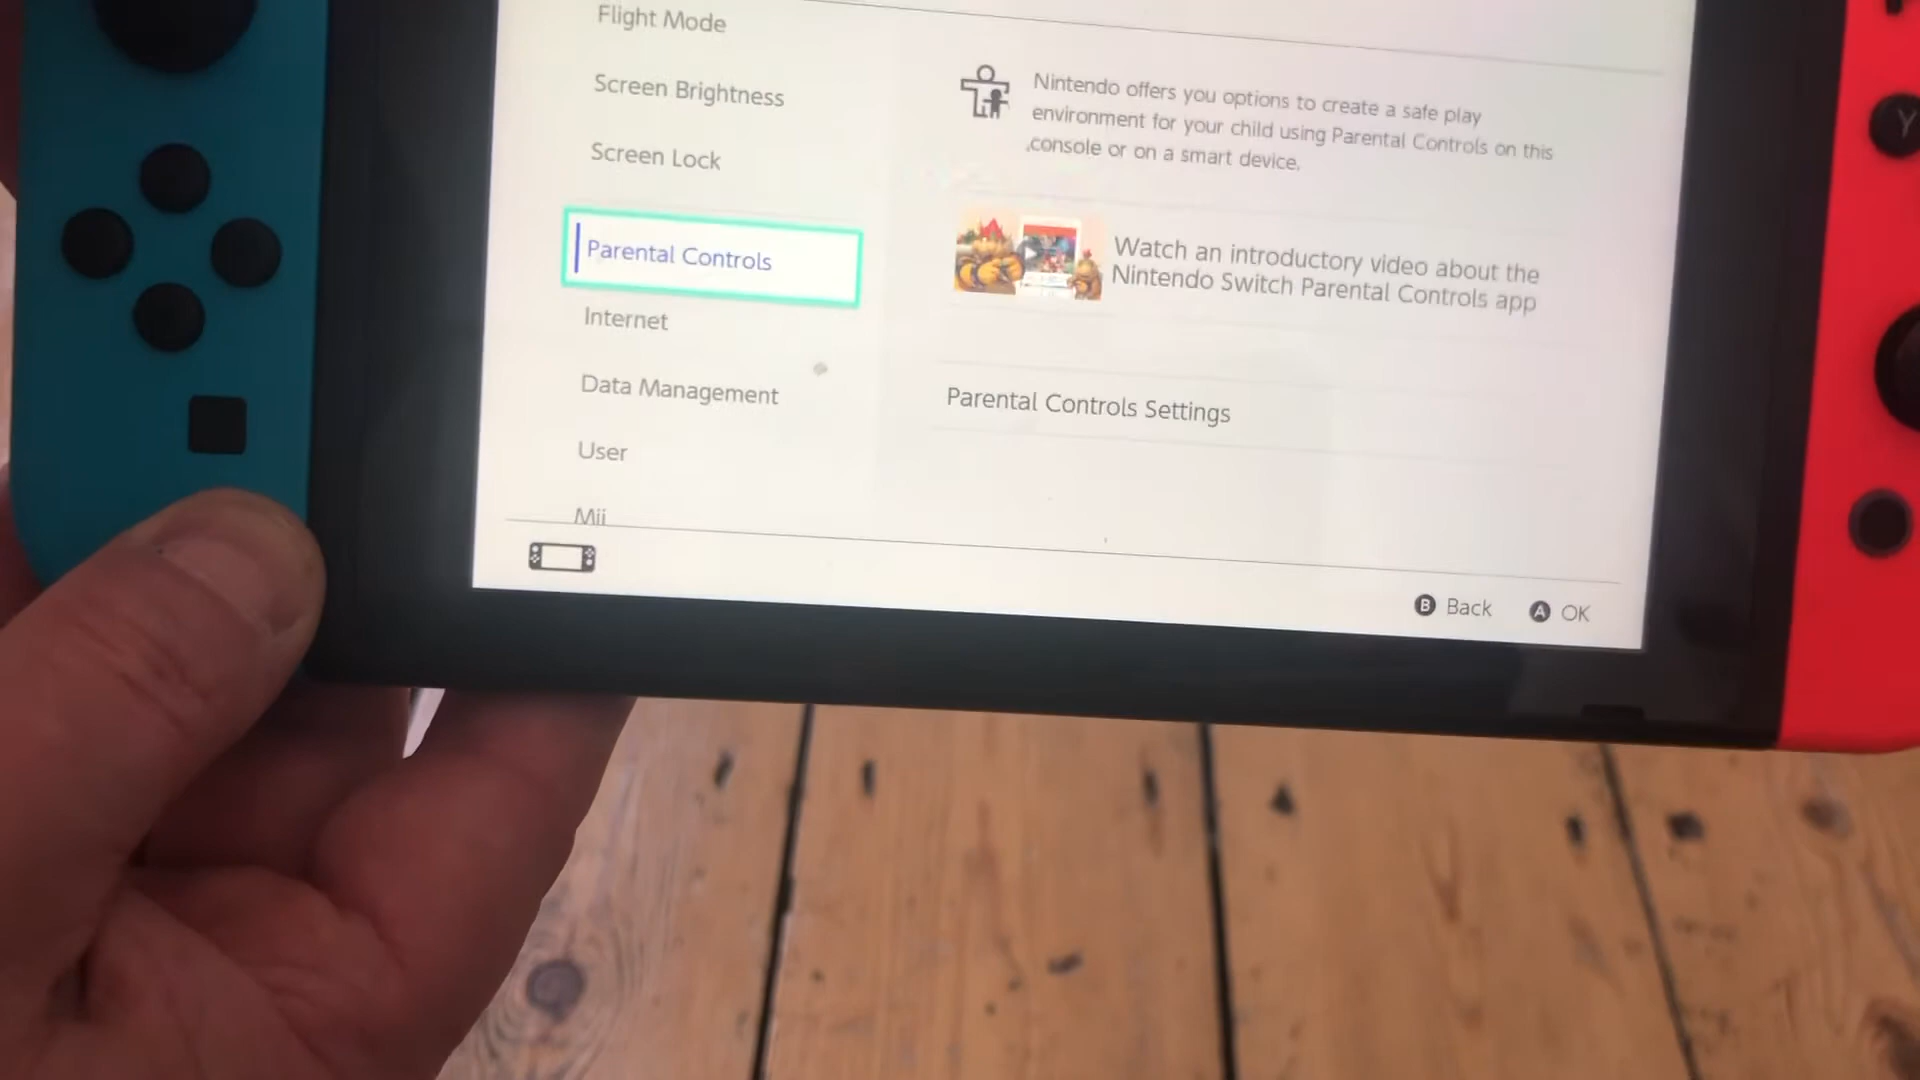 Flight Mode
Screen Brightness
Screen Lock
Parental Controls
Internet
Data Management
User
Mii
Nintendo offers you options to create a safe play
environment for your child using Parental Controls on this
console or on a smart device.
Watch an introductory video about the
Nintendo Switch Parental Controls app
Parental Controls Settings
B Back A OK
Y